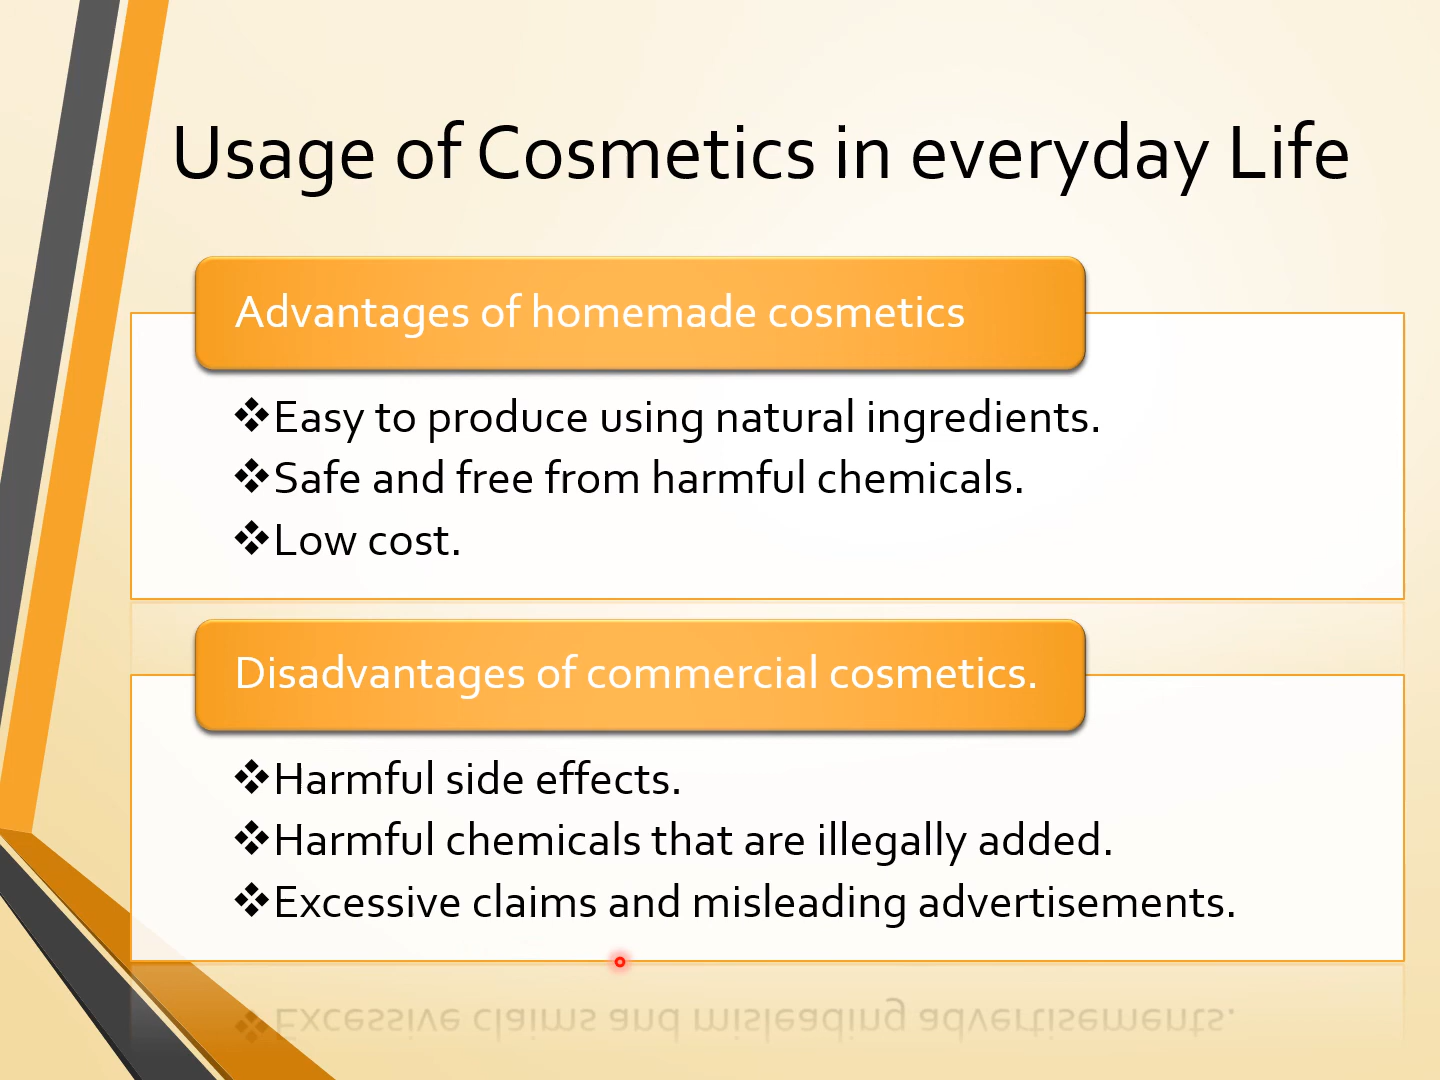 Usage of Cosmetics in everyday Life
Advantages of homemade cosmetics
❖Easy to produce using natural ingredients.
❖Safe and free from harmful chemicals.
❖Low cost.
Disadvantages of commercial cosmetics.
❖Harmful side effects.
❖Harmful chemicals that are illegally added.
❖Excessive claims and misleading advertisements.